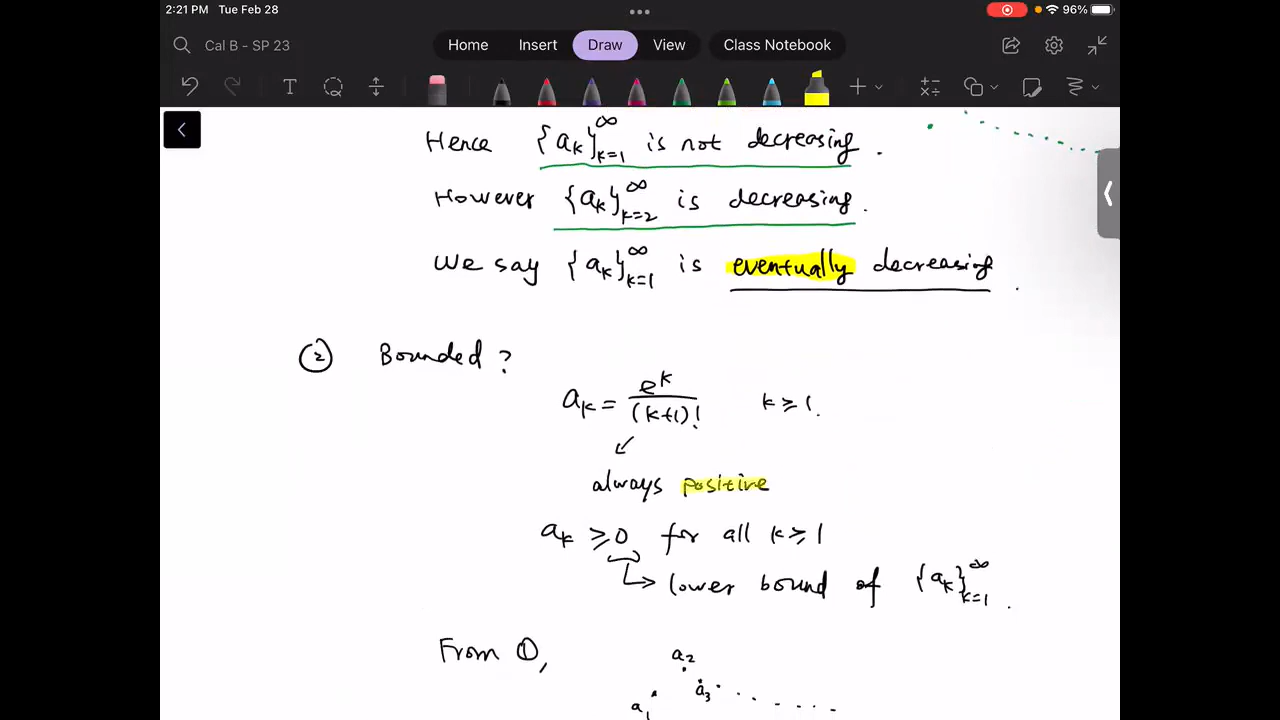 2:21 PM Tue Feb 28
96%
Cal B - SP 23
Home Insert Draw View Class Notebook
Hence {a_k}_{k=1}^∞ is not decreasing.
However {a_k}_{k=2}^∞ is decreasing.
We say {a_k}_{k=1}^∞ is eventually decreasing.
② Bounded?
a_k = e^k/(k+1)! k ≥ 1.
always positive
a_k ≥ 0 for all k ≥ 1
↳ lower bound of {a_k}_{k=1}^∞.
From ①,
a_2
a_3
a_1